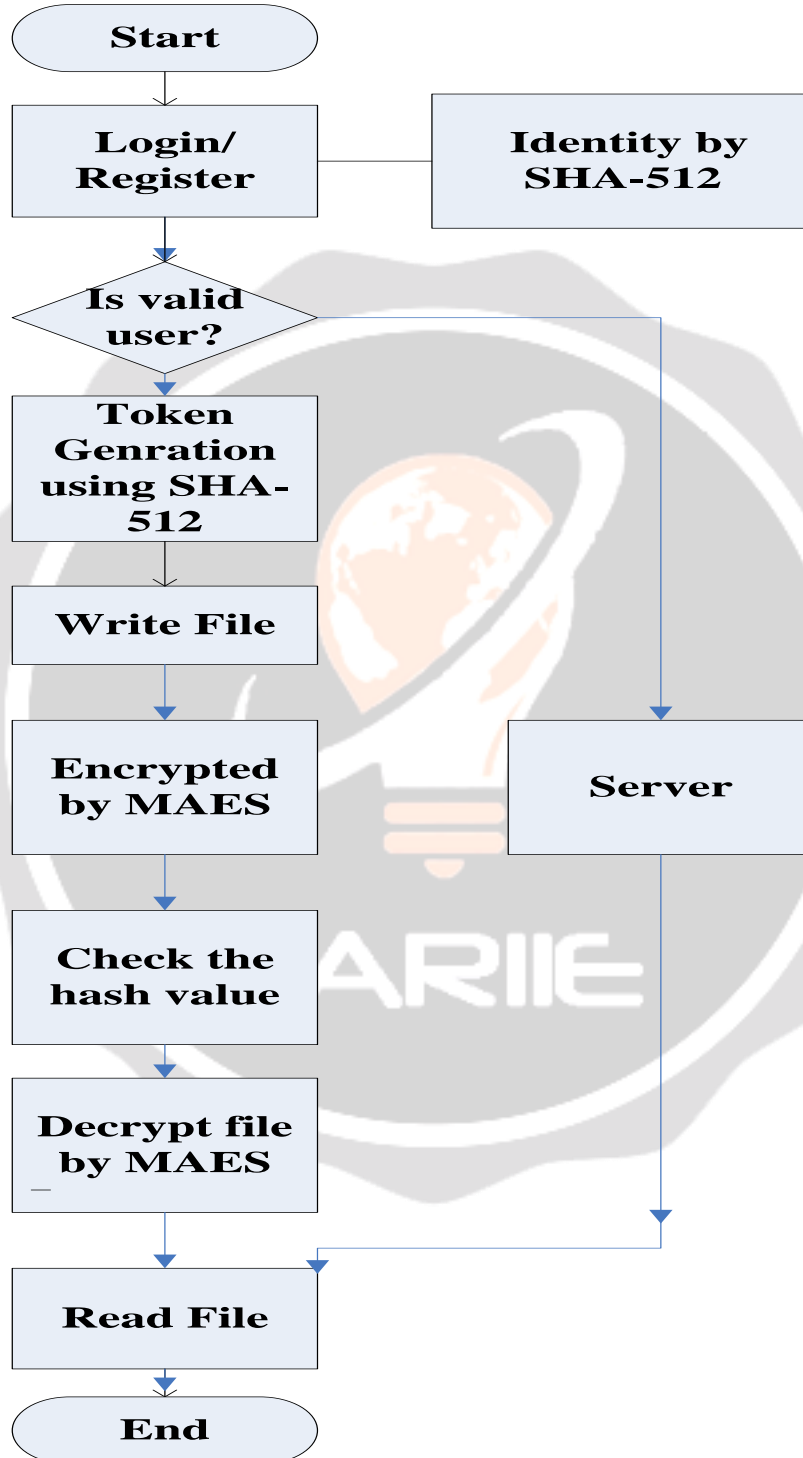 Start
Login/
Register
Identity by
SHA-512
Is valid
user?
Token
Genration
using SHA-
512
Write File
Encrypted
by MAES
Server
Check the
hash value
ARIIE
Decrypt file
by MAES
Read File
End